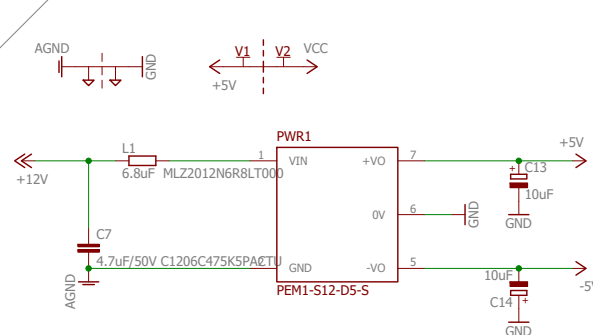 AGND
GND
V1
V2
VCC
+5V
PWR1
+12V
L1
6.8uF MLZ2012N6R8LT000
1
VIN
+VO
7
+5V
C13
+
10uF
GND
0V
6
GND
C7
4.7uF/50V C1206C475K5PACTU
AGND
GND
-VO
5
PEM1-S12-D5-S
10uF
C14
+
-5V
GND